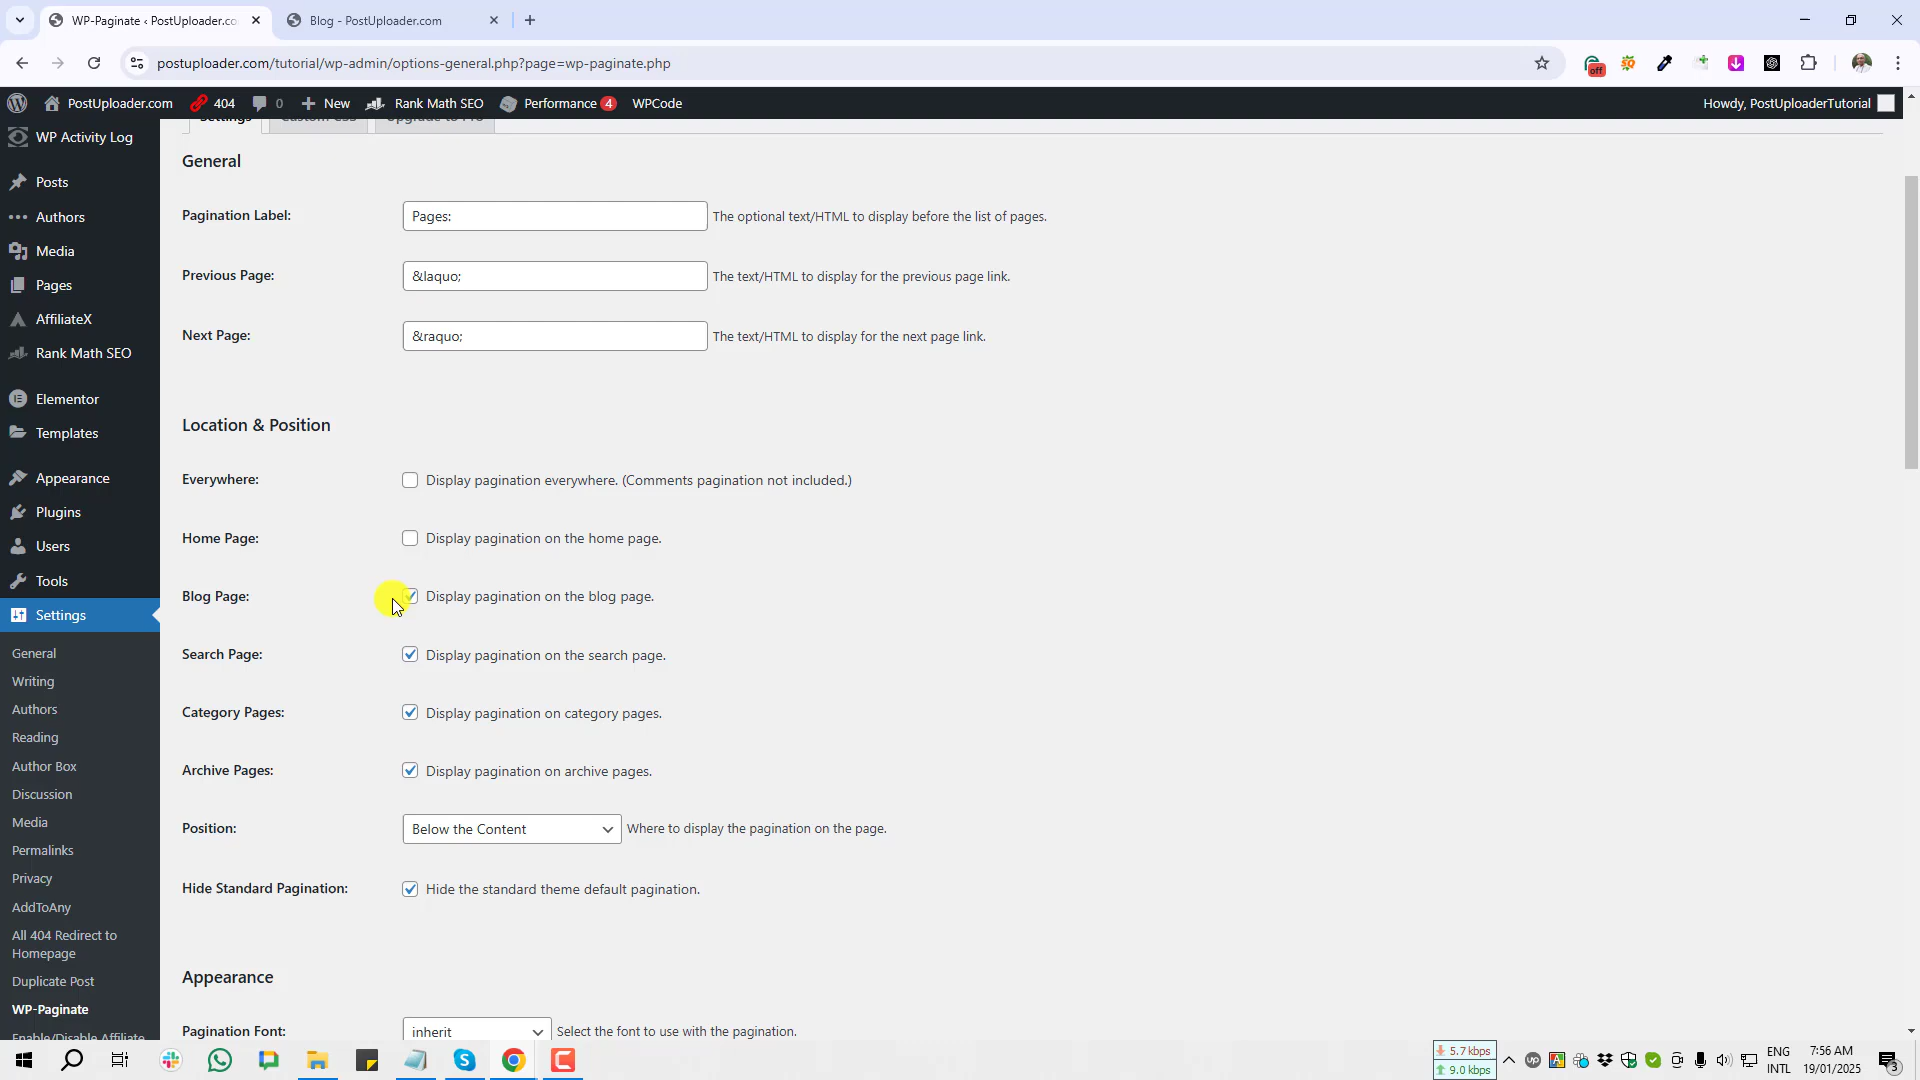 WP-Paginate ‹ PostUploader.co
Blog - PostUploader.com
postuploader.com/tutorial/wp-admin/options-general.php?page=wp-paginate.php
off
PostUploader.com
404
0
New
Rank Math SEO
Performance 4
WPCode
Howdy, PostUploaderTutorial
WP Activity Log
Posts
Authors
Media
Pages
AffiliateX
Rank Math SEO
Elementor
Templates
Appearance
Plugins
Users
Tools
Settings
General
Writing
Authors
Reading
Author Box
Discussion
Media
Permalinks
Privacy
AddToAny
All 404 Redirect to
Homepage
Duplicate Post
WP-Paginate
Enable/Disable Affiliate
Settings
Custom CSS
Upgrade to Pro
General
Pagination Label:
Pages:
The optional text/HTML to display before the list of pages.
Previous Page:
&laquo;
The text/HTML to display for the previous page link.
Next Page:
&raquo;
The text/HTML to display for the next page link.
Location & Position
Everywhere:
Display pagination everywhere. (Comments pagination not included.)
Home Page:
Display pagination on the home page.
Blog Page:
Display pagination on the blog page.
Search Page:
Display pagination on the search page.
Category Pages:
Display pagination on category pages.
Archive Pages:
Display pagination on archive pages.
Position:
Below the Content
Where to display the pagination on the page.
Hide Standard Pagination:
Hide the standard theme default pagination.
Appearance
Pagination Font:
inherit
Select the font to use with the pagination.
5.7 kbps
9.0 kbps
ENG
INTL
7:56 AM
19/01/2025
3